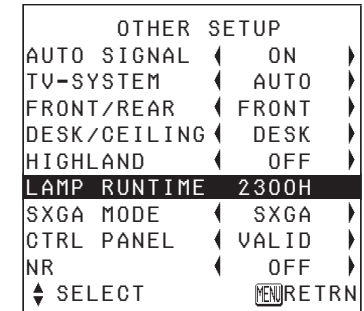 OTHER SETUP
AUTO SIGNAL ON
TV-SYSTEM AUTO
FRONT/REAR FRONT
DESK/CEILING DESK
HIGHLAND OFF
LAMP RUNTIME 2300H
SXGA MODE SXGA
CTRL PANEL VALID
NR OFF
SELECT MENU RETRN